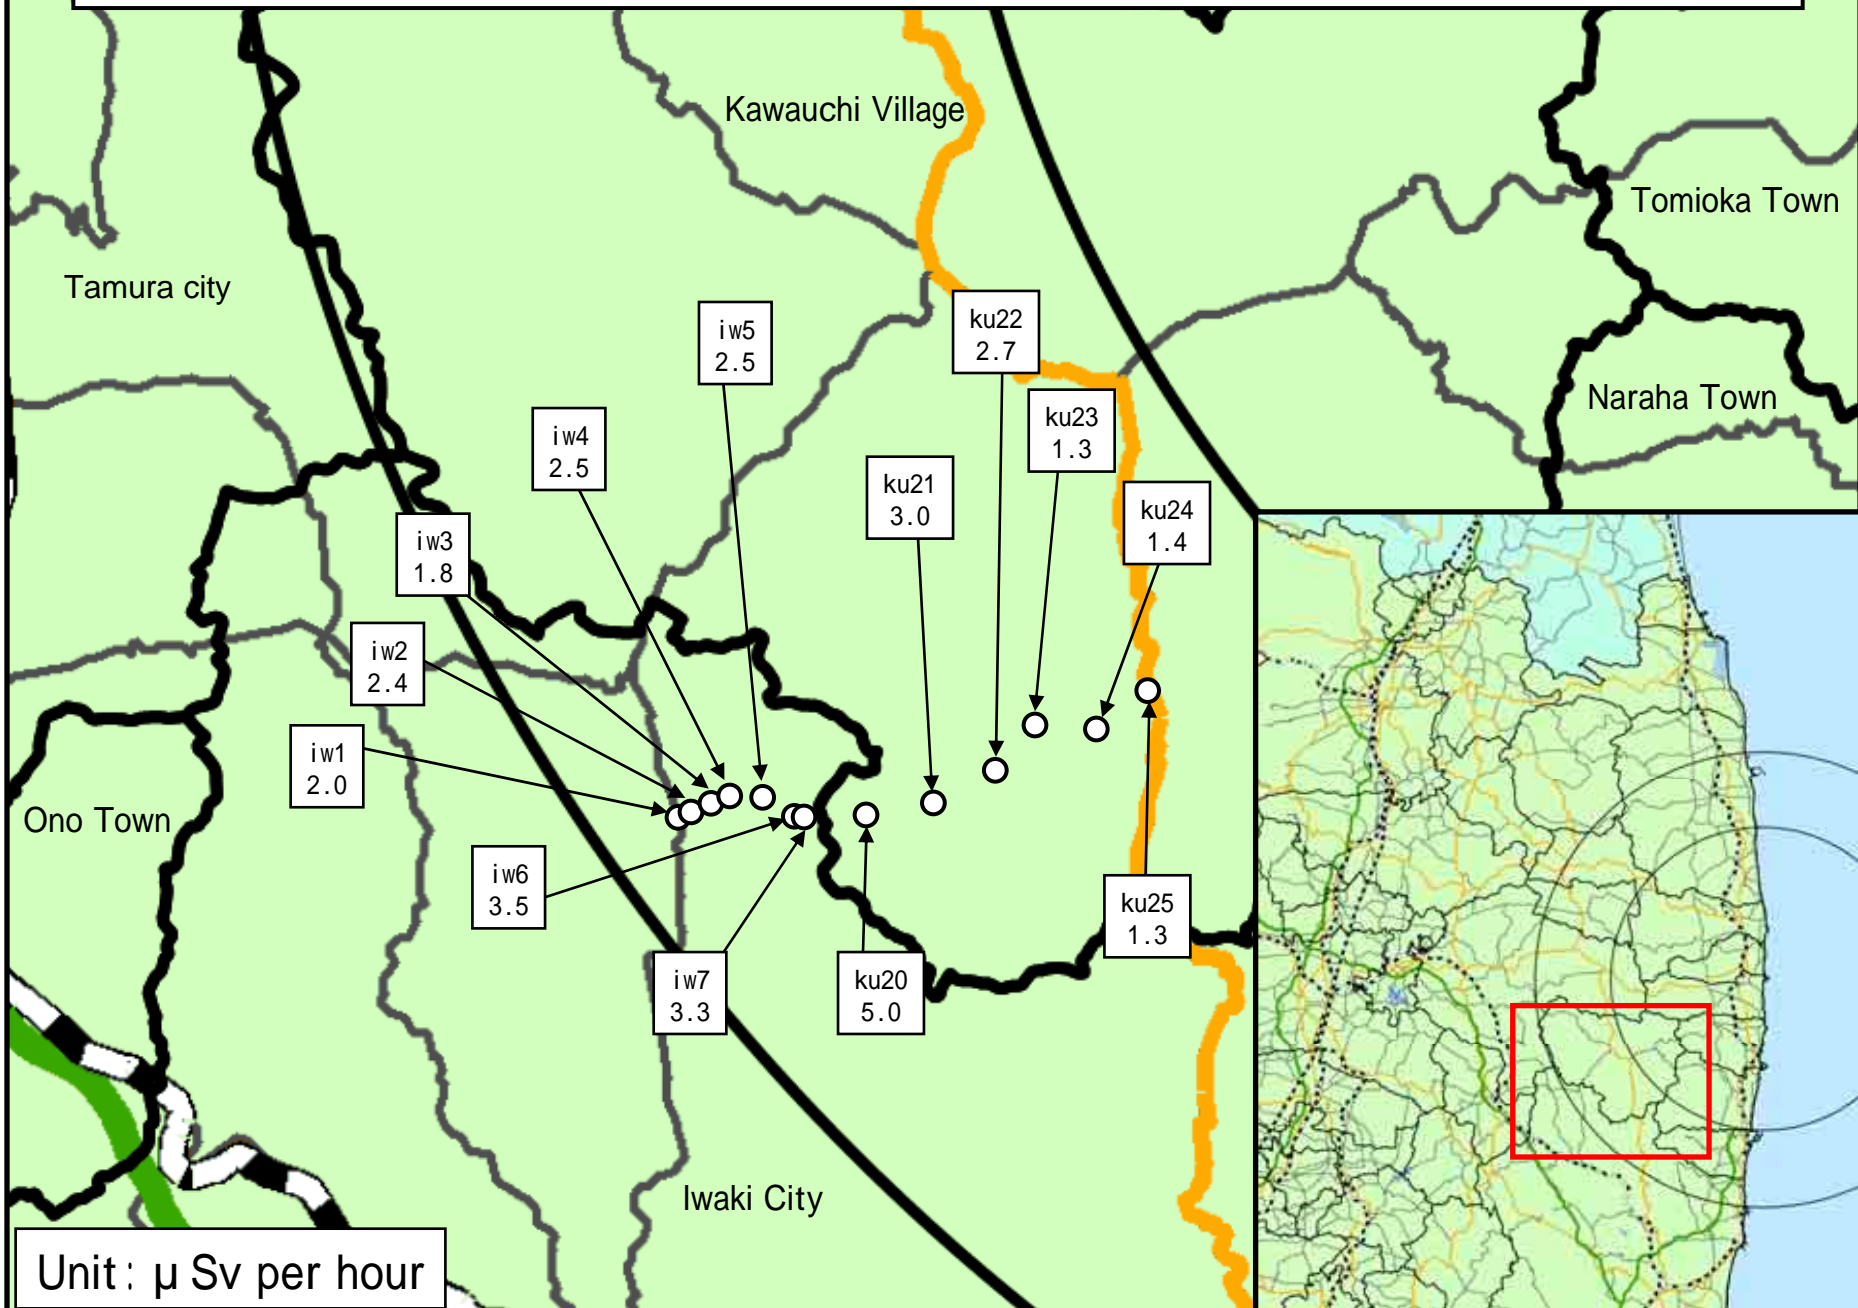 Kawauchi Village
Tomioka Town
Tamura city
ku22
2.7
iw5
2.5
Naraha Town
ku23
1.3
iw4
2.5
ku21
3.0
ku24
1.4
iw3
1.8
iw2
2.4
iw1
2.0
Ono Town
iw6
3.5
ku25
1.3
iw7
3.3
ku20
5.0
Iwaki City
Unit: μ Sv per hour